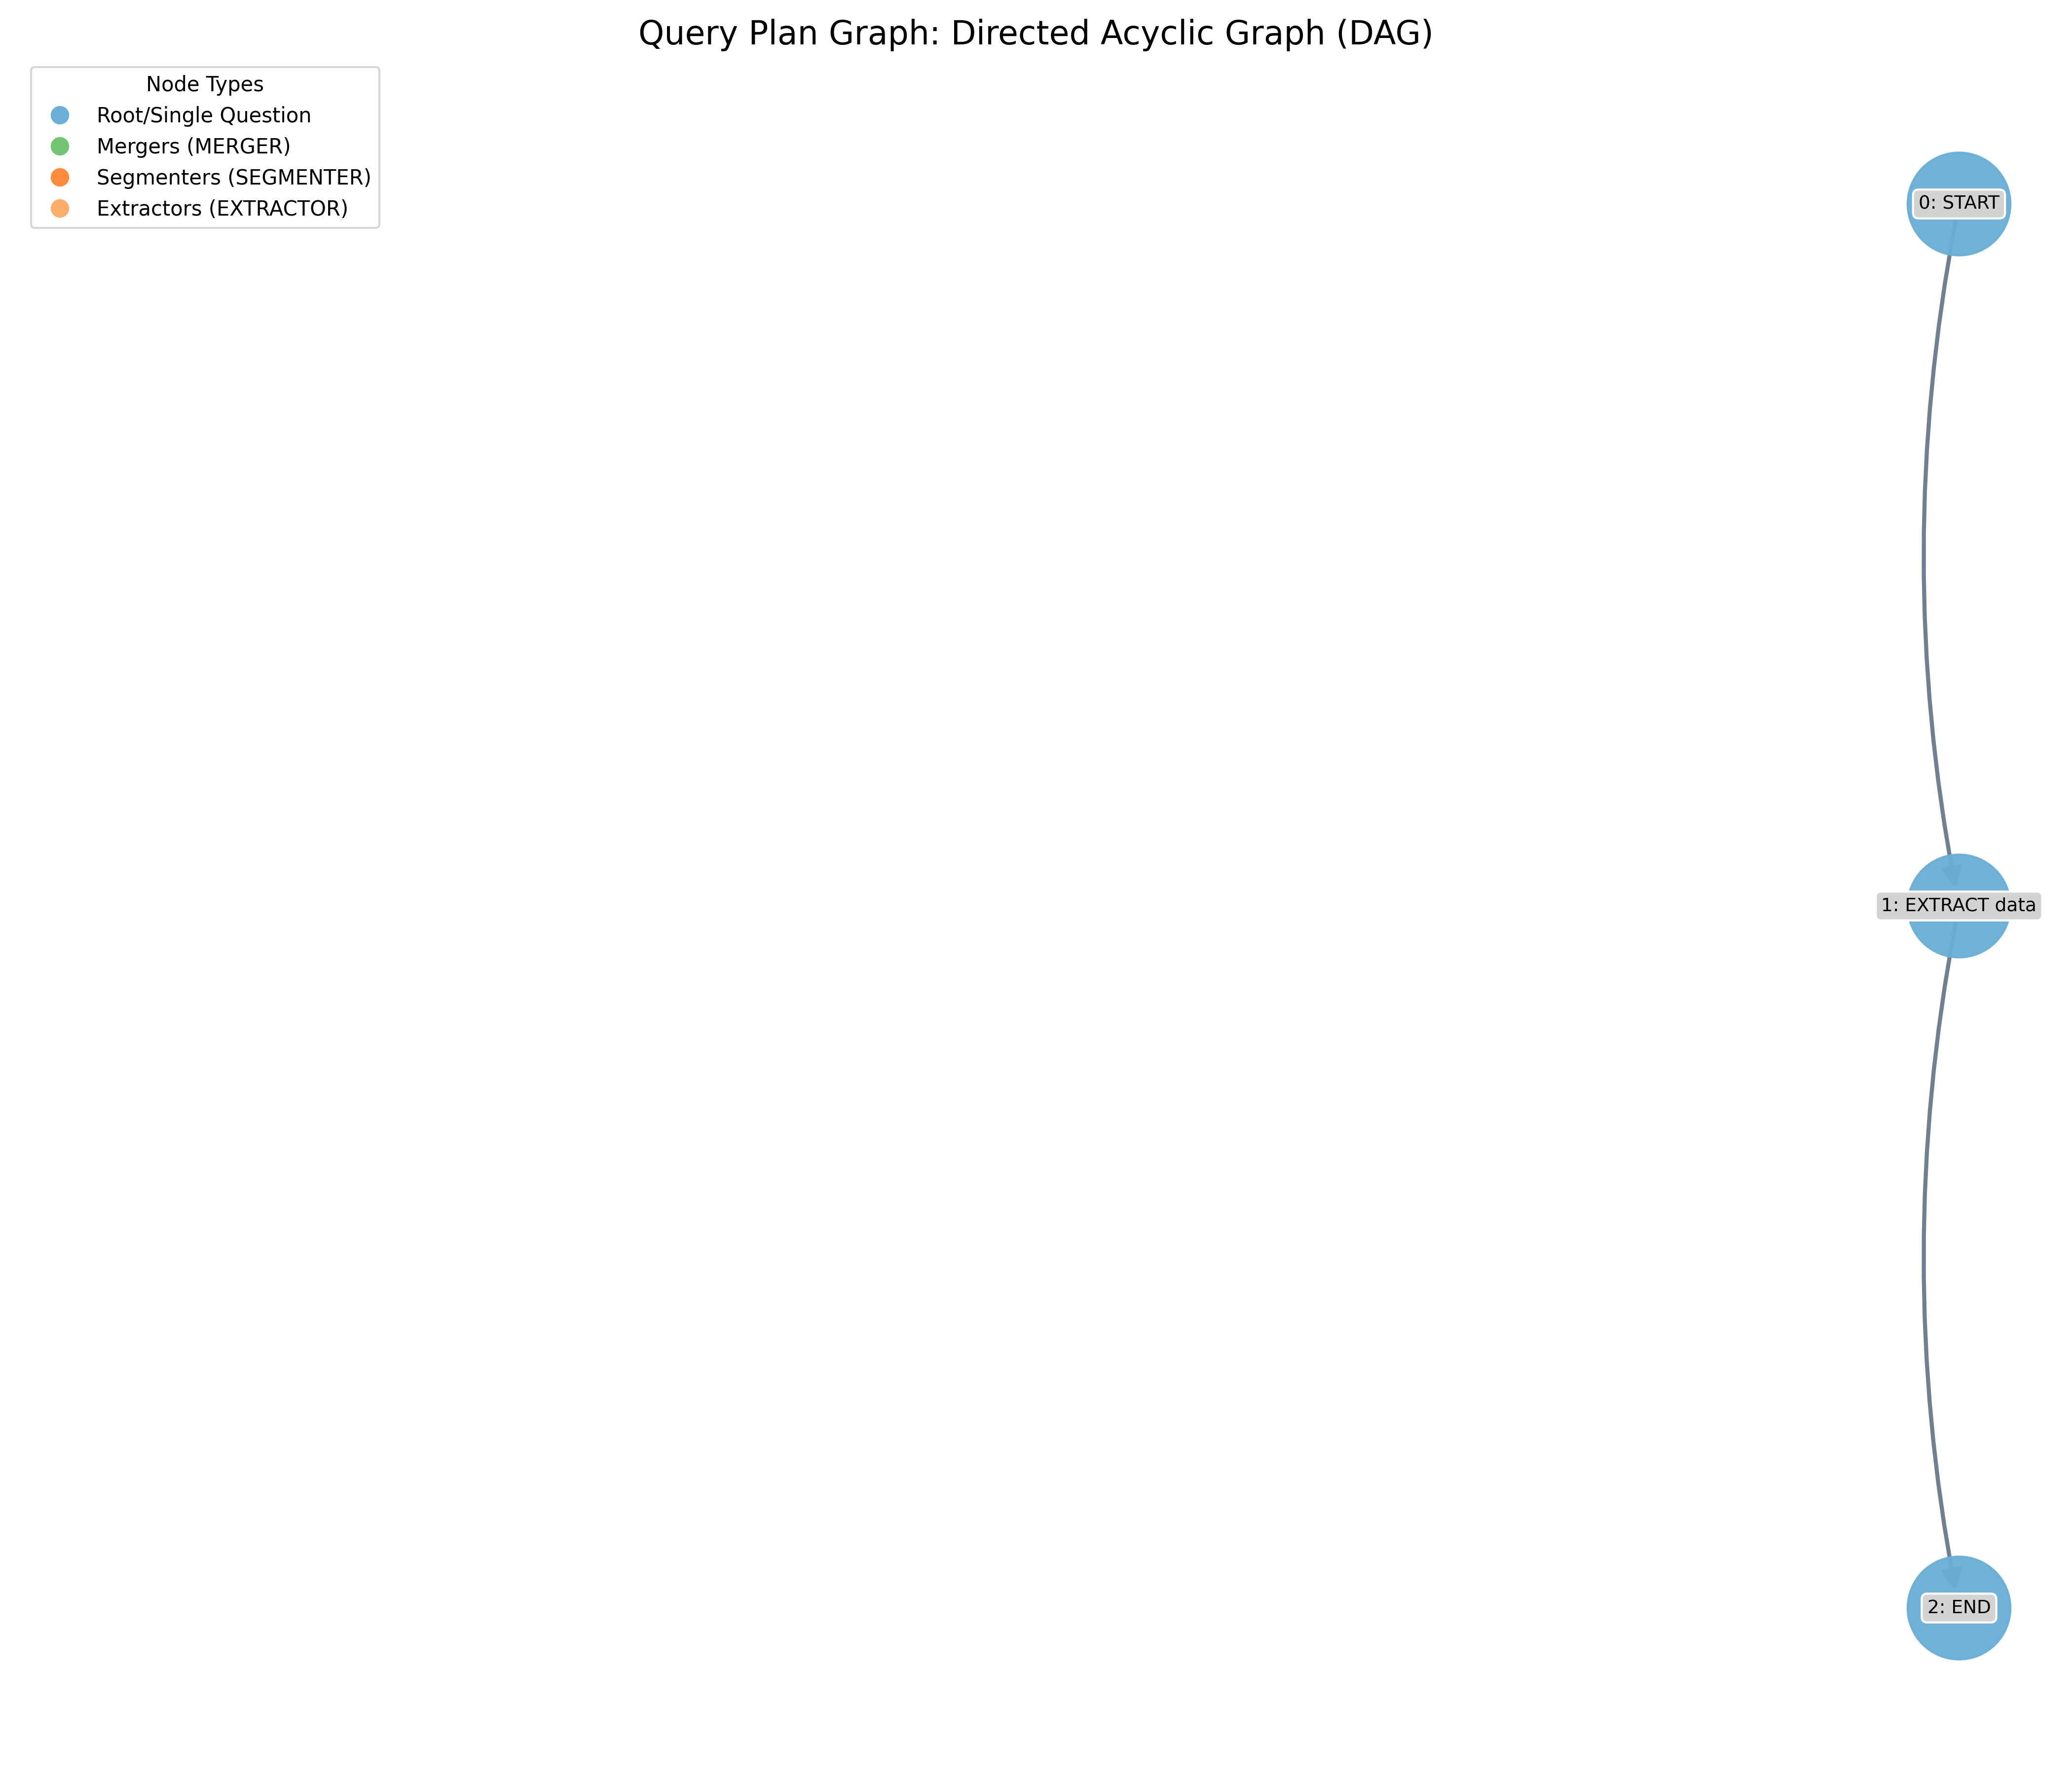 Query Plan Graph: Directed Acyclic Graph (DAG)
Node Types
Root/Single Question
Mergers (MERGER)
Segmenters (SEGMENTER)
Extractors (EXTRACTOR)
0: START
1: EXTRACT data
2: END